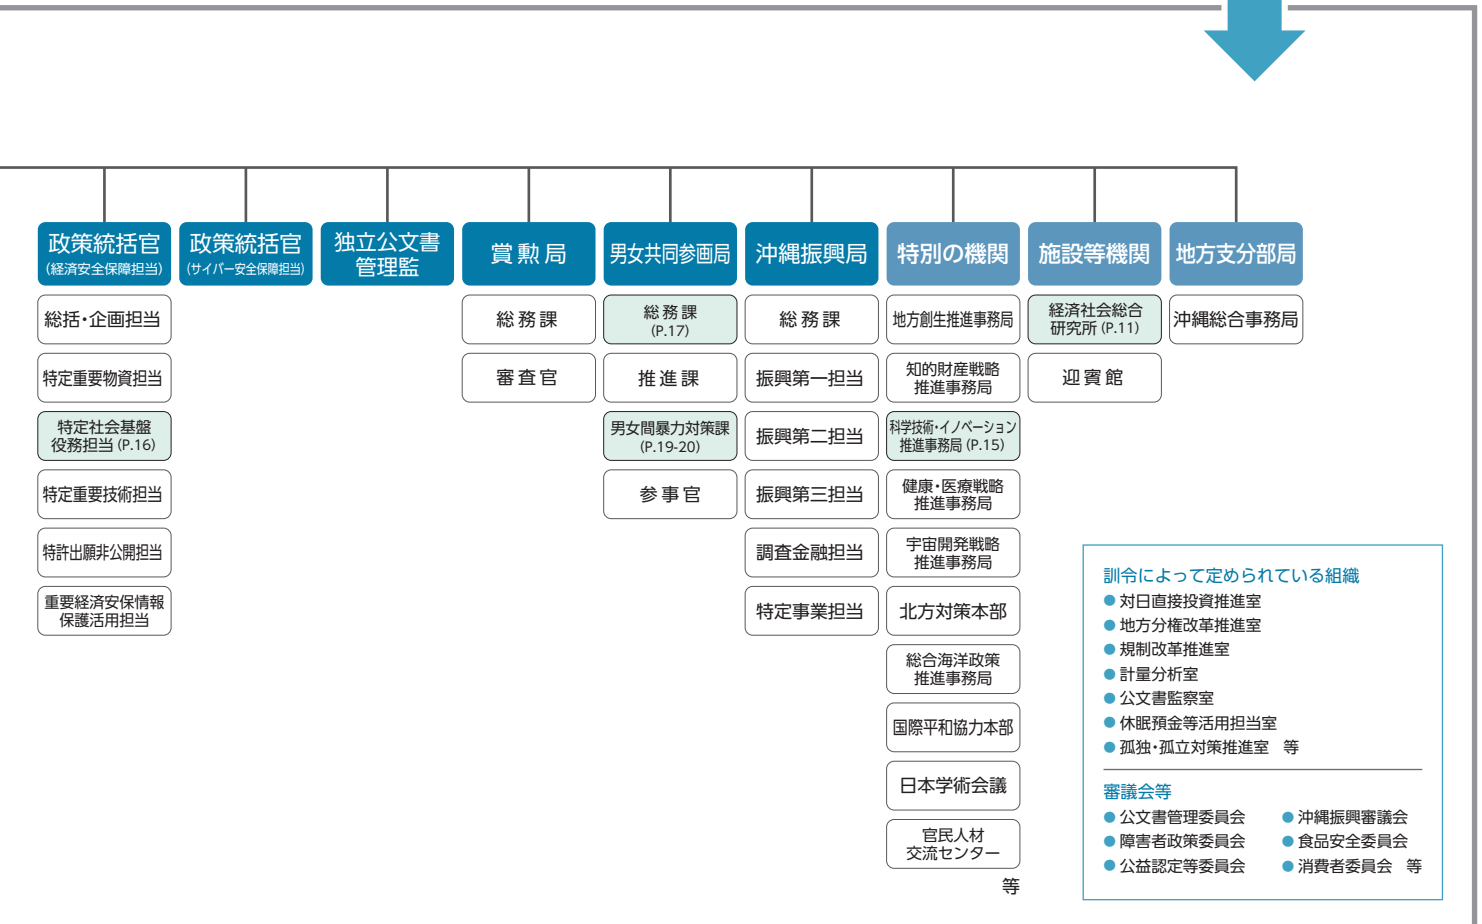 政策統括官
(経済安全保障担当)
総括・企画担当
特定重要物資担当
特定社会基盤
役務担当(P.16)
特定重要技術担当
特許出願非公開担当
重要経済安保情報
保護活用担当
政策統括官
(サイバー安全保障担当)
独立公文書
管理監
賞勲局
総務課
審査官
男女共同参画局
総務課
(P.17)
推進課
男女間暴力対策課
(P.19-20)
参事官
沖縄振興局
総務課
振興第一担当
振興第二担当
振興第三担当
調査金融担当
特定事業担当
特別の機関
地方創生推進事務局
知的財産戦略
推進事務局
科学技術・イノベーション
推進事務局(P.15)
健康・医療戦略
推進事務局
宇宙開発戦略
推進事務局
北方対策本部
総合海洋政策
推進事務局
国際平和協力本部
日本学術会議
官民人材
交流センター
等
施設等機関
経済社会総合
研究所(P.11)
迎賓館
地方支分部局
沖縄総合事務局
訓令によって定められている組織
● 対日直接投資推進室
● 地方分権改革推進室
● 規制改革推進室
● 計量分析室
● 公文書監察室
● 休眠預金等活用担当室
● 孤独・孤立対策推進室 等
審議会等
● 公文書管理委員会 ● 沖縄振興審議会
● 障害者政策委員会 ● 食品安全委員会
● 公益認定等委員会 ● 消費者委員会 等